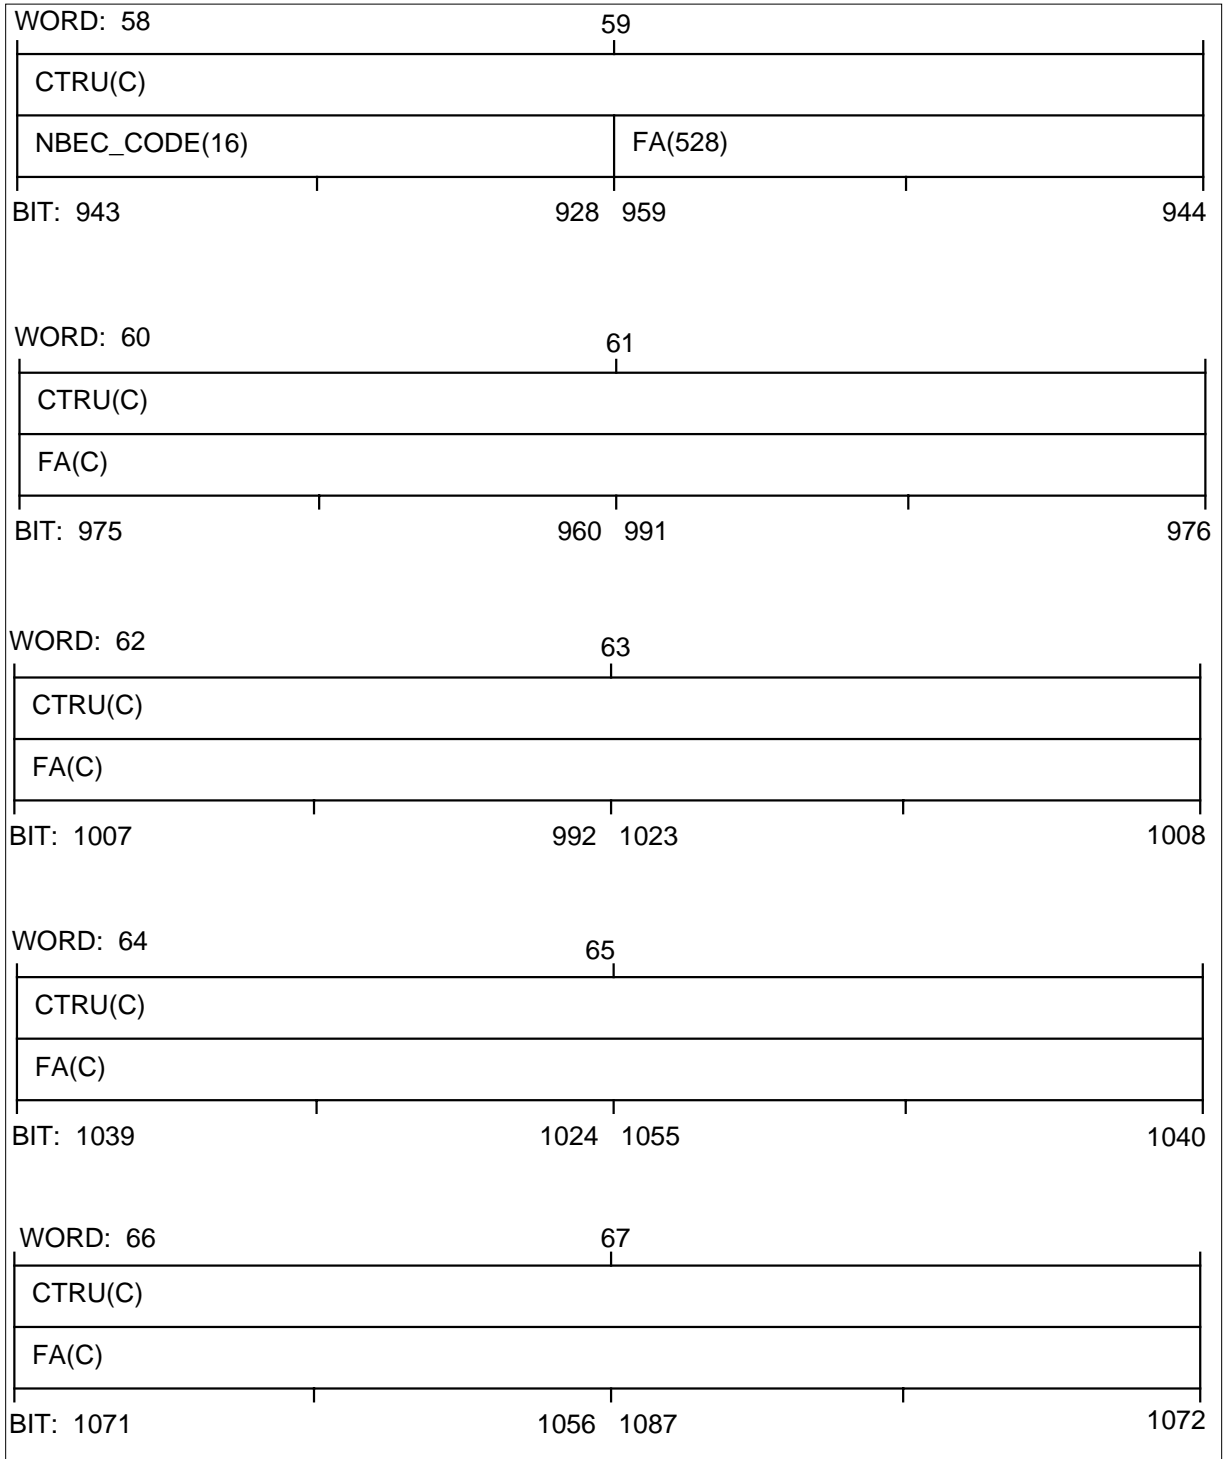 WORD: 58 59
CTRU(C)
NBEC_CODE(16) FA(528)
BIT: 943 928 959 944
WORD: 60 61
CTRU(C)
FA(C)
BIT: 975 960 991 976
WORD: 62 63
CTRU(C)
FA(C)
BIT: 1007 992 1023 1008
WORD: 64 65
CTRU(C)
FA(C)
BIT: 1039 1024 1055 1040
WORD: 66 67
CTRU(C)
FA(C)
BIT: 1071 1056 1087 1072